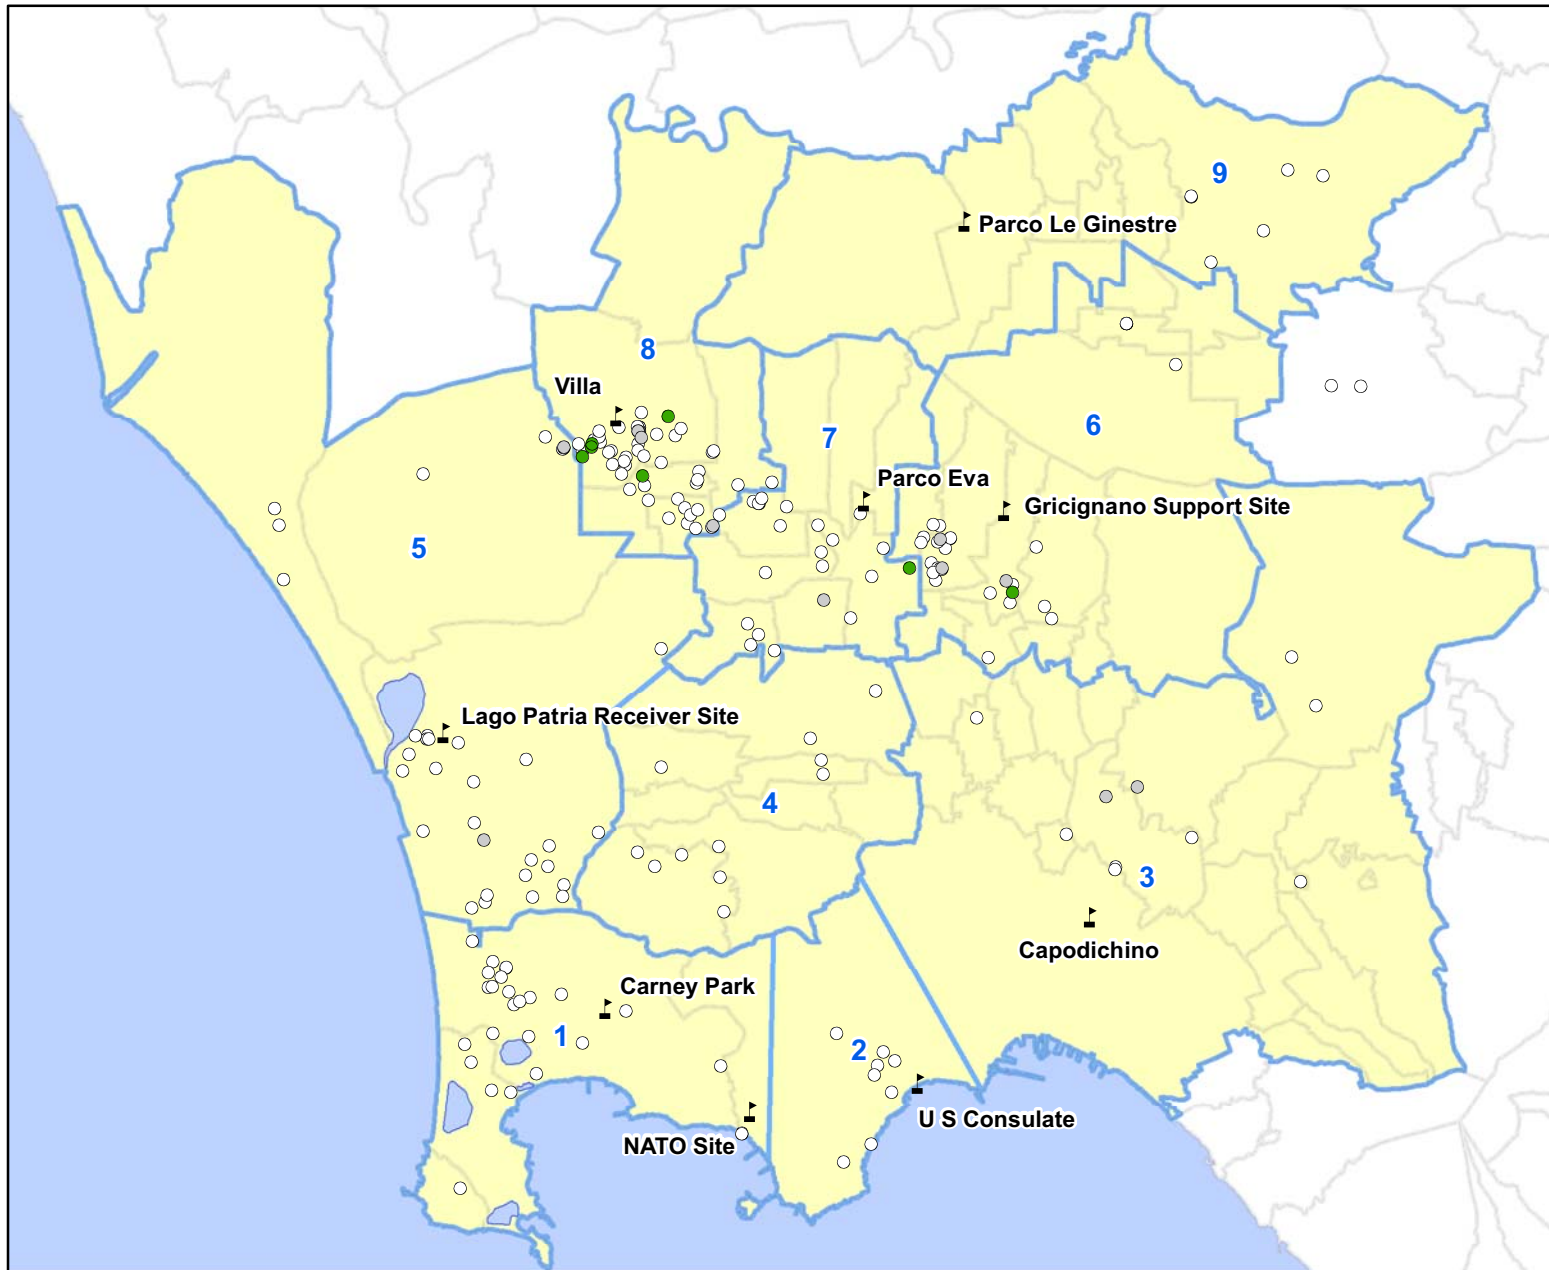 9
Parco Le Ginestre
8
Villa
6
7
Parco Eva
Gricignano Support Site
5
Lago Patria Receiver Site
4
3
Capodichino
Carney Park
1
2
U S Consulate
NATO Site